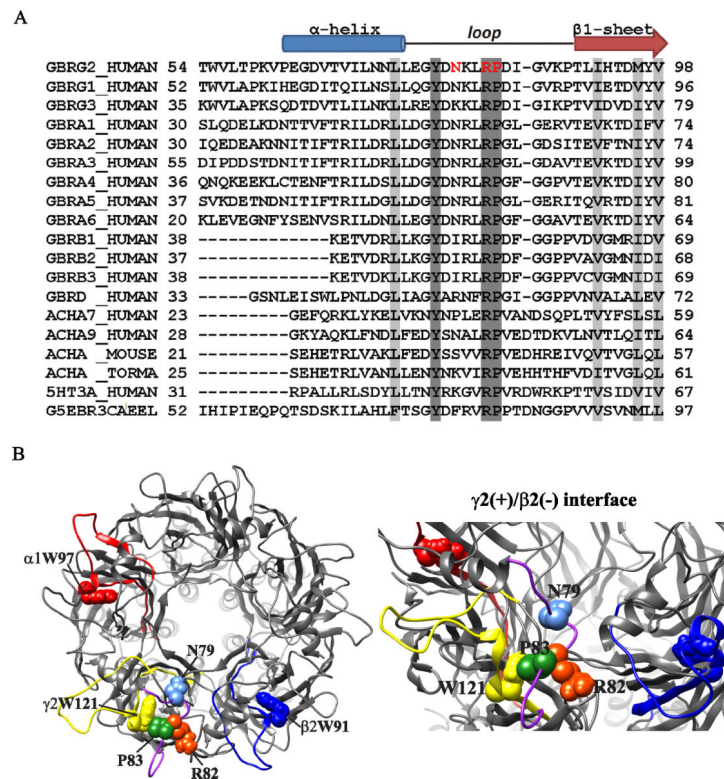 A
α-helix loop β1-sheet
GBRG2_HUMAN 54 TWVLTPKVPEGDVTVILNNLLEGYDNKLRPDI-GVKPTLIHTDMYV 98
GBRG1_HUMAN 52 TWVLAPKIHEGDITQILNSLLQGYDNKLRPDI-GVRPTVIETDVYV 96
GBRG3_HUMAN 35 KWVLAPKSQDTDVTLILNKLLREYDKKLRPDI-GIKPTVIDVDIYV 79
GBRA1_HUMAN 30 SLQDELKDNTTVFTRILDRLLDGYDNRLRPGL-GERVTEVKTDIFV 74
GBRA2_HUMAN 30 IQEDEAKNNITIFTRILDRLLDGYDNRLRPGL-GDSITEVFTNIYV 74
GBRA3_HUMAN 55 DIPDDSTDNITIFTRILDRLLDGYDNRLRPGL-GDAVTEVKTDIYV 99
GBRA4_HUMAN 36 QNQKEEKLCTENFTRILDSLLDGYDNRLRPGF-GGPVTEVKTDIYV 80
GBRA5_HUMAN 37 SVKDETNDNITIFTRILDGLLDGYDNRLRPGL-GERITQVRTDIYV 81
GBRA6_HUMAN 20 KLEVEGNFYSENVSRILDNLLEGYDNRLRPGF-GGAVTEVKTDIYV 64
GBRB1_HUMAN 38 ------------KETVDRLLKGYDIRLRPDF-GGPPVDVGMRIDV 69
GBRB2_HUMAN 37 ------------KETVDRLLKGYDIRLRPDF-GGPPVAVGMNIDI 68
GBRB3_HUMAN 38 ------------KETVDRLLKGYDIRLRPDF-GGPPVCVGMNIDI 69
GBRD_HUMAN 33 ------GSNLEISWLPNLDGLIAGYARNFRPGI-GGPPVNVALALEV 72
ACHA7_HUMAN 23 --------GEFQRKLYKELVKNYNPLERPVANDSQPLTVYFSLSL 59
ACHA9_HUMAN 28 --------GKYAQKLFNDLFEDYSNALRPVEDTDKVLNVTLQITL 64
ACHA_MOUSE 21 --------SEHETRLVAKLFEDYSSVVRPVEDHREIVQVTVGLQL 57
ACHA_TORMA 25 --------SEHETRLVANLLENYNKVIRPVEHHTHFVDITVGLQL 61
5HT3A_HUMAN 31 --------RPALLRLSDYLLTNYRKGVRPVRDWRKPTTVSIDVIV 67
G5EBR3CAEEL 52 IHIPIEQPQTSDSKILAHLFTSGYDFRVRPPTDNGGPVVVSVNMLL 97
B
γ2(+)/β2(-) interface
α1W97
N79
γ2W121
β2W91
P83
R82
N79
P83
W121
R82